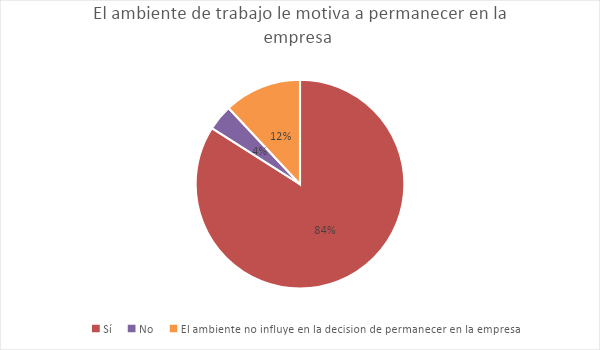 El ambiente de trabajo le motiva a permanecer en la
empresa
12%
4%
84%
Sí No El ambiente no influye en la decision de permanecer en la empresa